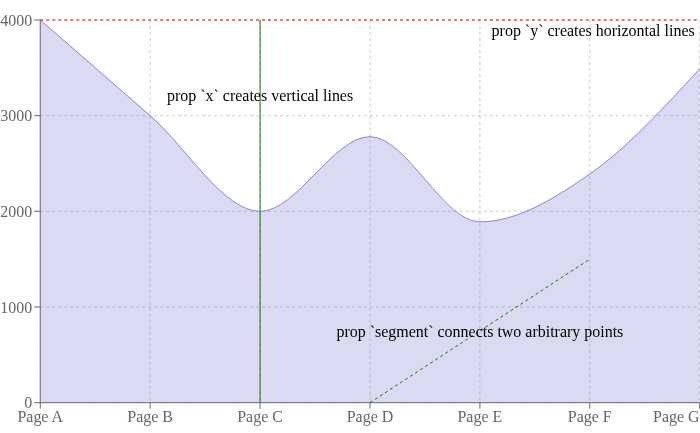 4000
prop `y` creates horizontal lines
prop `x` creates vertical lines
3000
2000
1000
prop `segment` connects two arbitrary points
0
Page A Page B Page C Page D Page E Page F Page G